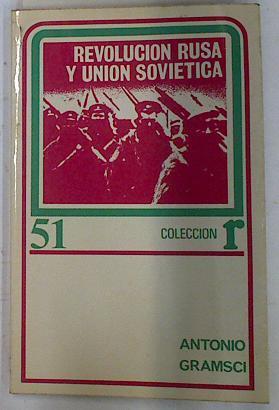 REVOLUCION RUSA
Y UNION SOVIETICA
51
COLECCION r
ANTONIO
GRAMSCI